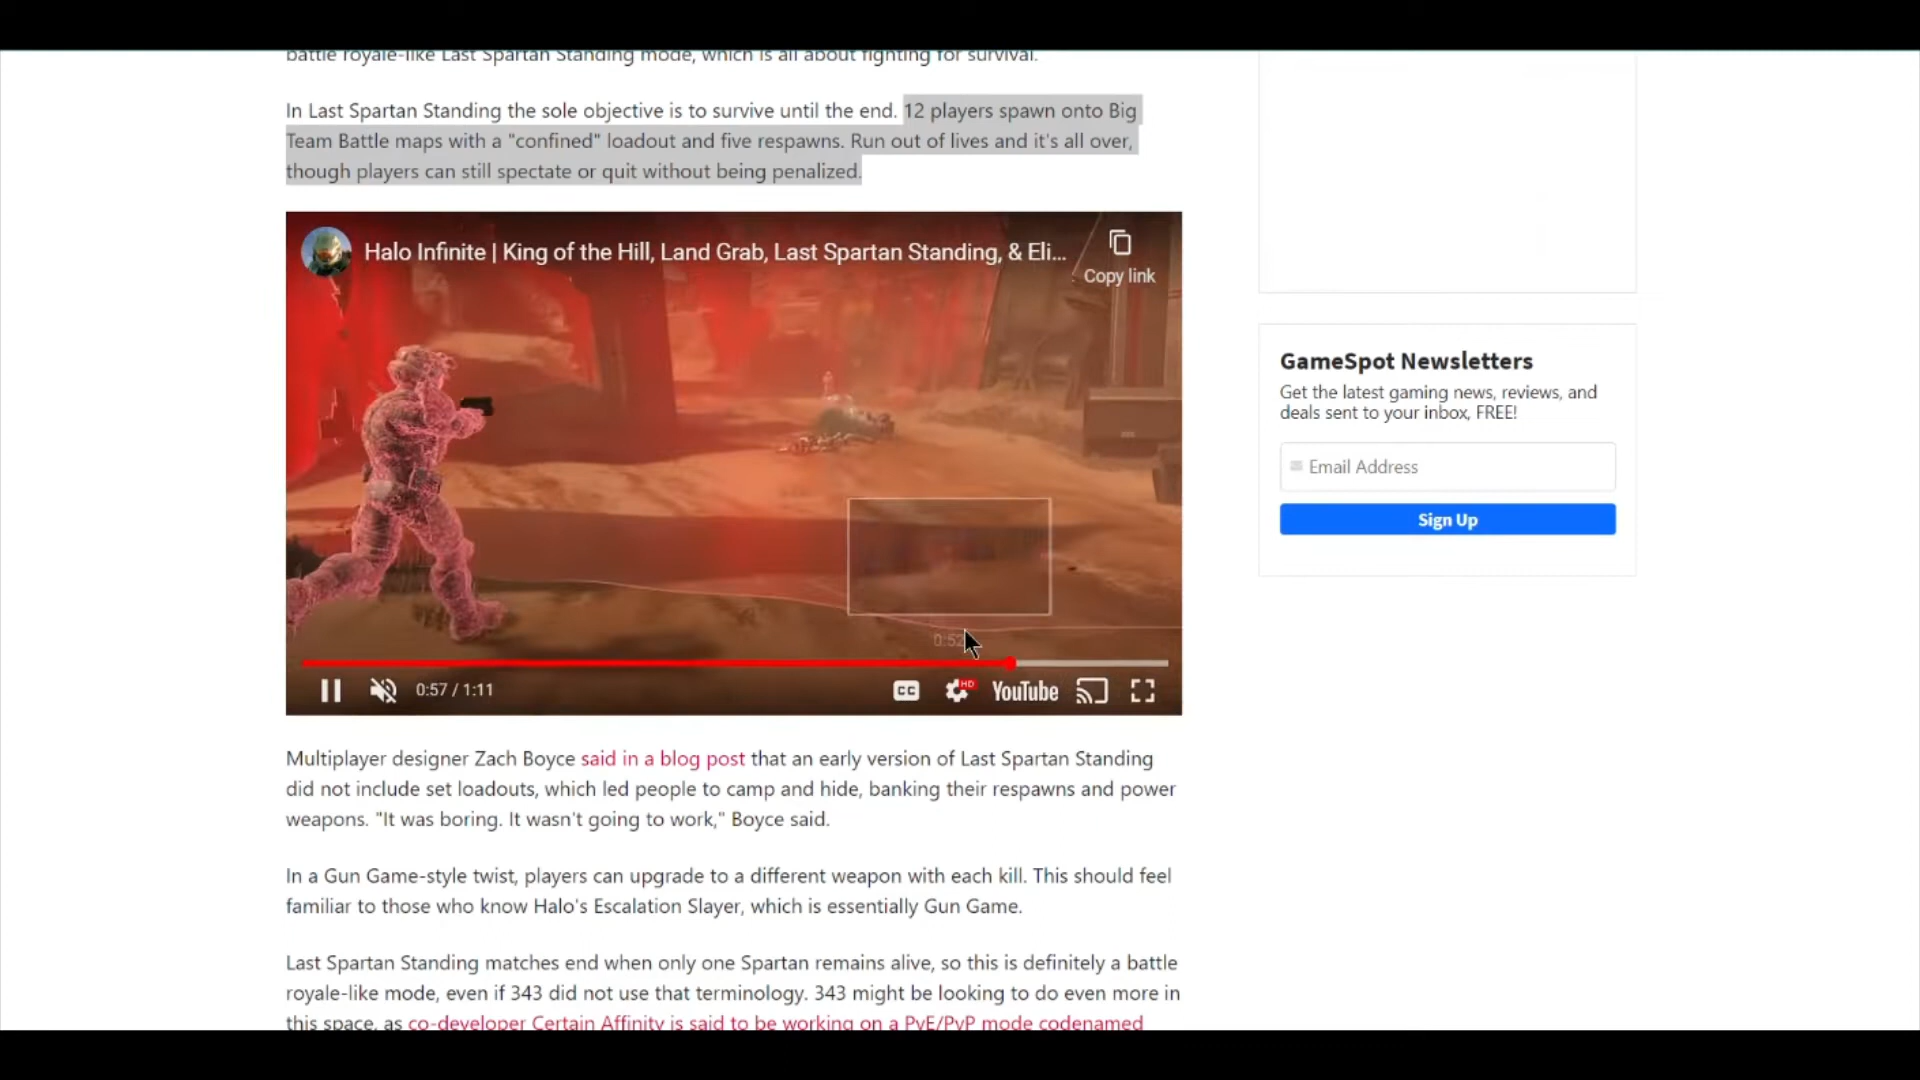 battle royale-like Last Spartan Standing mode, which is all about fighting for survival.
In Last Spartan Standing the sole objective is to survive until the end. 12 players spawn onto Big
Team Battle maps with a "confined" loadout and five respawns. Run out of lives and it's all over,
though players can still spectate or quit without being penalized.
Halo Infinite | King of the Hill, Land Grab, Last Spartan Standing, & Eli...
Copy link
0:52
0:57 / 1:11
CC
HD
YouTube
Multiplayer designer Zach Boyce said in a blog post that an early version of Last Spartan Standing
did not include set loadouts, which led people to camp and hide, banking their respawns and power
weapons. "It was boring. It wasn't going to work," Boyce said.
In a Gun Game-style twist, players can upgrade to a different weapon with each kill. This should feel
familiar to those who know Halo's Escalation Slayer, which is essentially Gun Game.
Last Spartan Standing matches end when only one Spartan remains alive, so this is definitely a battle
royale-like mode, even if 343 did not use that terminology. 343 might be looking to do even more in
this space, as co-developer Certain Affinity is said to be working on a PvE/PvP mode codenamed
GameSpot Newsletters
Get the latest gaming news, reviews, and
deals sent to your inbox, FREE!
Email Address
Sign Up